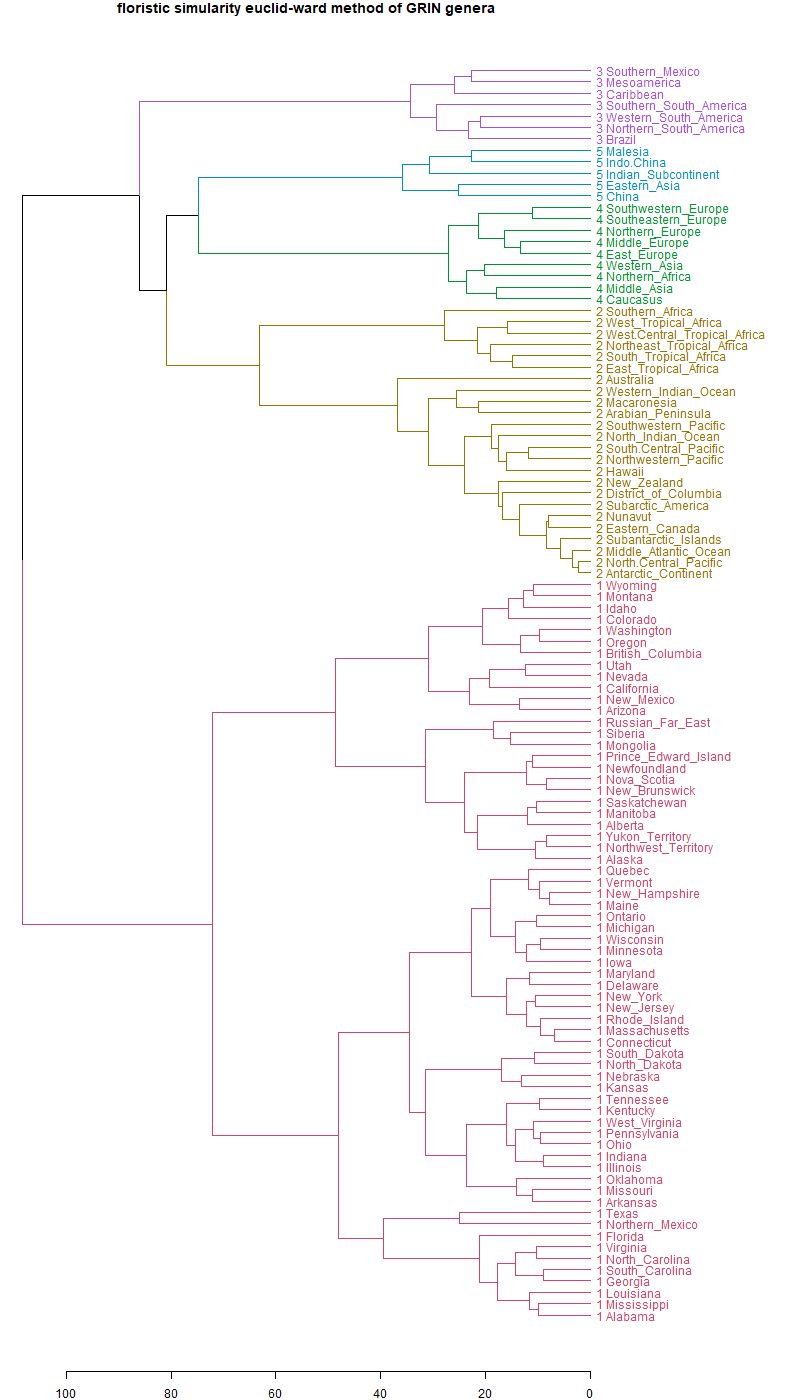 floristic simularity euclid-ward method of GRIN genera
3 Southern_Mexico
3 Mesoamerica
3 Caribbean
3 Southern_South_America
3 Western_South_America
3 Northern_South_America
3 Brazil
5 Malesia
5 Indo.China
5 Indian_Subcontinent
5 Eastern_Asia
5 China
4 Southwestern_Europe
4 Southeastern_Europe
4 Northern_Europe
4 Middle_Europe
4 East_Europe
4 Western_Asia
4 Northern_Africa
4 Middle_Asia
4 Caucasus
2 Southern_Africa
2 West_Tropical_Africa
2 West.Central_Tropical_Africa
2 Northeast_Tropical_Africa
2 South_Tropical_Africa
2 East_Tropical_Africa
2 Australia
2 Western_Indian_Ocean
2 Macaronesia
2 Arabian_Peninsula
2 Southwestern_Pacific
2 North_Indian_Ocean
2 South.Central_Pacific
2 Northwestern_Pacific
2 Hawaii
2 New_Zealand
2 District_of_Columbia
2 Subarctic_America
2 Nunavut
2 Eastern_Canada
2 Subantarctic_Islands
2 Middle_Atlantic_Ocean
2 North.Central_Pacific
2 Antarctic_Continent
1 Wyoming
1 Montana
1 Idaho
1 Colorado
1 Washington
1 Oregon
1 British_Columbia
1 Utah
1 Nevada
1 California
1 New_Mexico
1 Arizona
1 Russian_Far_East
1 Siberia
1 Mongolia
1 Prince_Edward_Island
1 Newfoundland
1 Nova_Scotia
1 New_Brunswick
1 Saskatchewan
1 Manitoba
1 Alberta
1 Yukon_Territory
1 Northwest_Territory
1 Alaska
1 Quebec
1 Vermont
1 New_Hampshire
1 Maine
1 Ontario
1 Michigan
1 Wisconsin
1 Minnesota
1 Iowa
1 Maryland
1 Delaware
1 New_York
1 New_Jersey
1 Rhode_Island
1 Massachusetts
1 Connecticut
1 South_Dakota
1 North_Dakota
1 Nebraska
1 Kansas
1 Tennessee
1 Kentucky
1 West_Virginia
1 Pennsylvania
1 Ohio
1 Indiana
1 Illinois
1 Oklahoma
1 Missouri
1 Arkansas
1 Texas
1 Northern_Mexico
1 Florida
1 Virginia
1 North_Carolina
1 South_Carolina
1 Georgia
1 Louisiana
1 Mississippi
1 Alabama
100 80 60 40 20 0